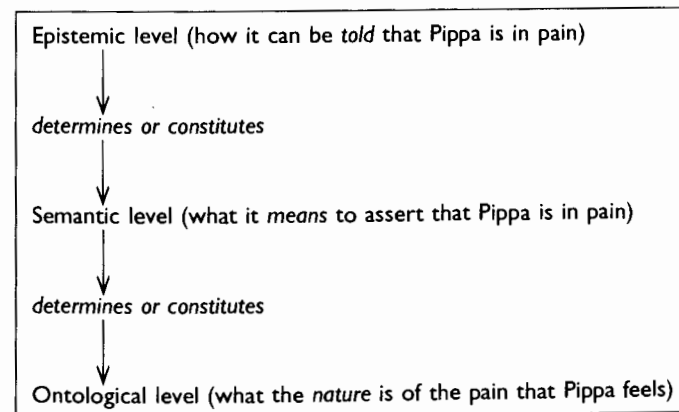 Epistemic level (how it can be told that Pippa is in pain)
determines or constitutes
Semantic level (what it means to assert that Pippa is in pain)
determines or constitutes
Ontological level (what the nature is of the pain that Pippa feels)